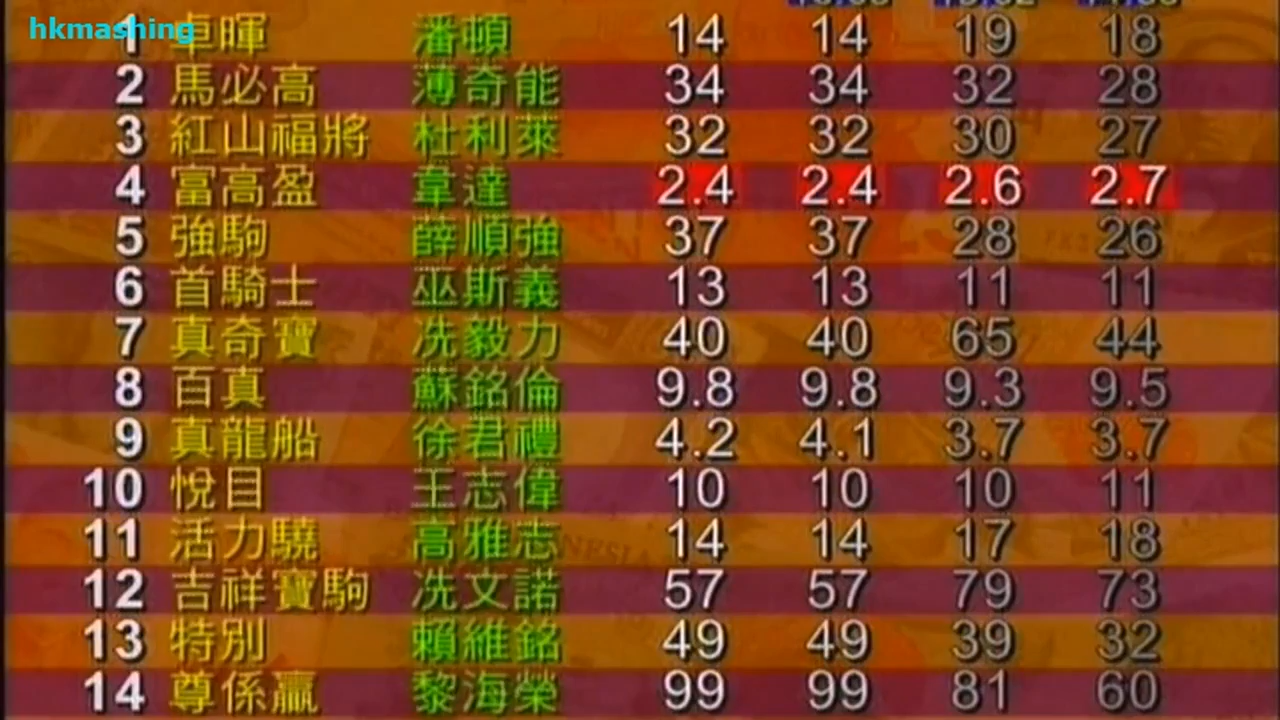 hkmashing
1 卓暉 潘頓 14 14 19 18
2 馬必高 薄奇能 34 34 32 28
3 紅山福將 杜利萊 32 32 30 27
4 富高盈 韋達 2.4 2.4 2.6 2.7
5 強駒 薛順強 37 37 28 26
6 首騎士 巫斯義 13 13 11 11
7 真奇寶 冼毅力 40 40 65 44
8 百真 蘇銘倫 9.8 9.8 9.3 9.5
9 真龍船 徐君禮 4.2 4.1 3.7 3.7
10 悅目 王志偉 10 10 10 11
11 活力驍 高雅志 14 14 17 18
12 吉祥寶駒 冼文諾 57 57 79 73
13 特別 賴維銘 49 49 39 32
14 尊係贏 黎海榮 99 99 81 60